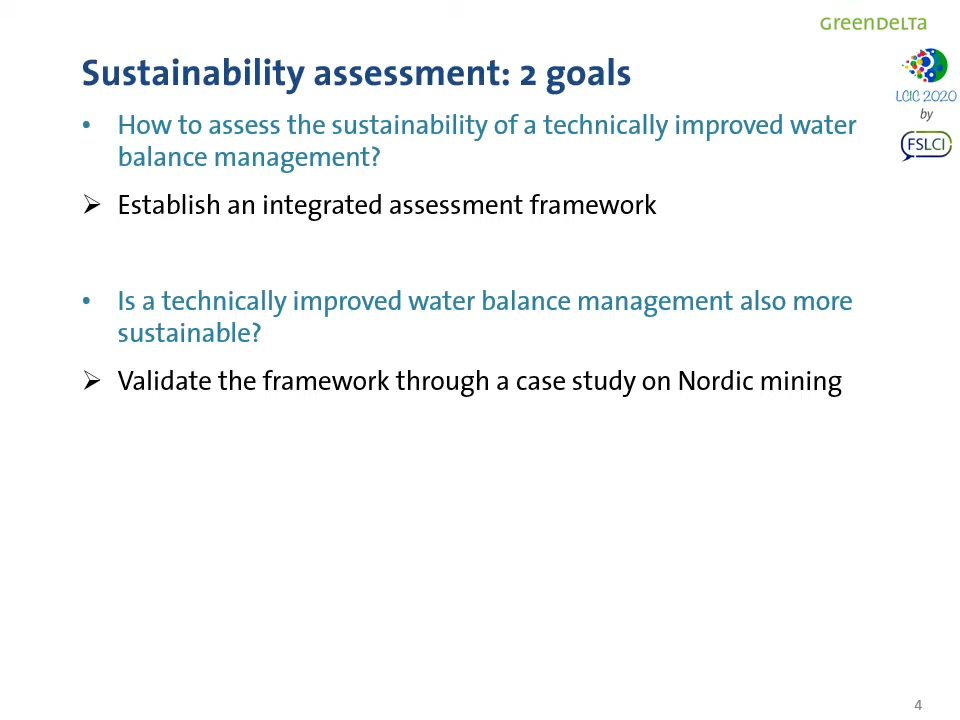 GREENDELTA
Sustainability assessment: 2 goals
LCIC 2020
by
FSLCI
• How to assess the sustainability of a technically improved water
balance management?
➢ Establish an integrated assessment framework
• Is a technically improved water balance management also more
sustainable?
➢ Validate the framework through a case study on Nordic mining
4